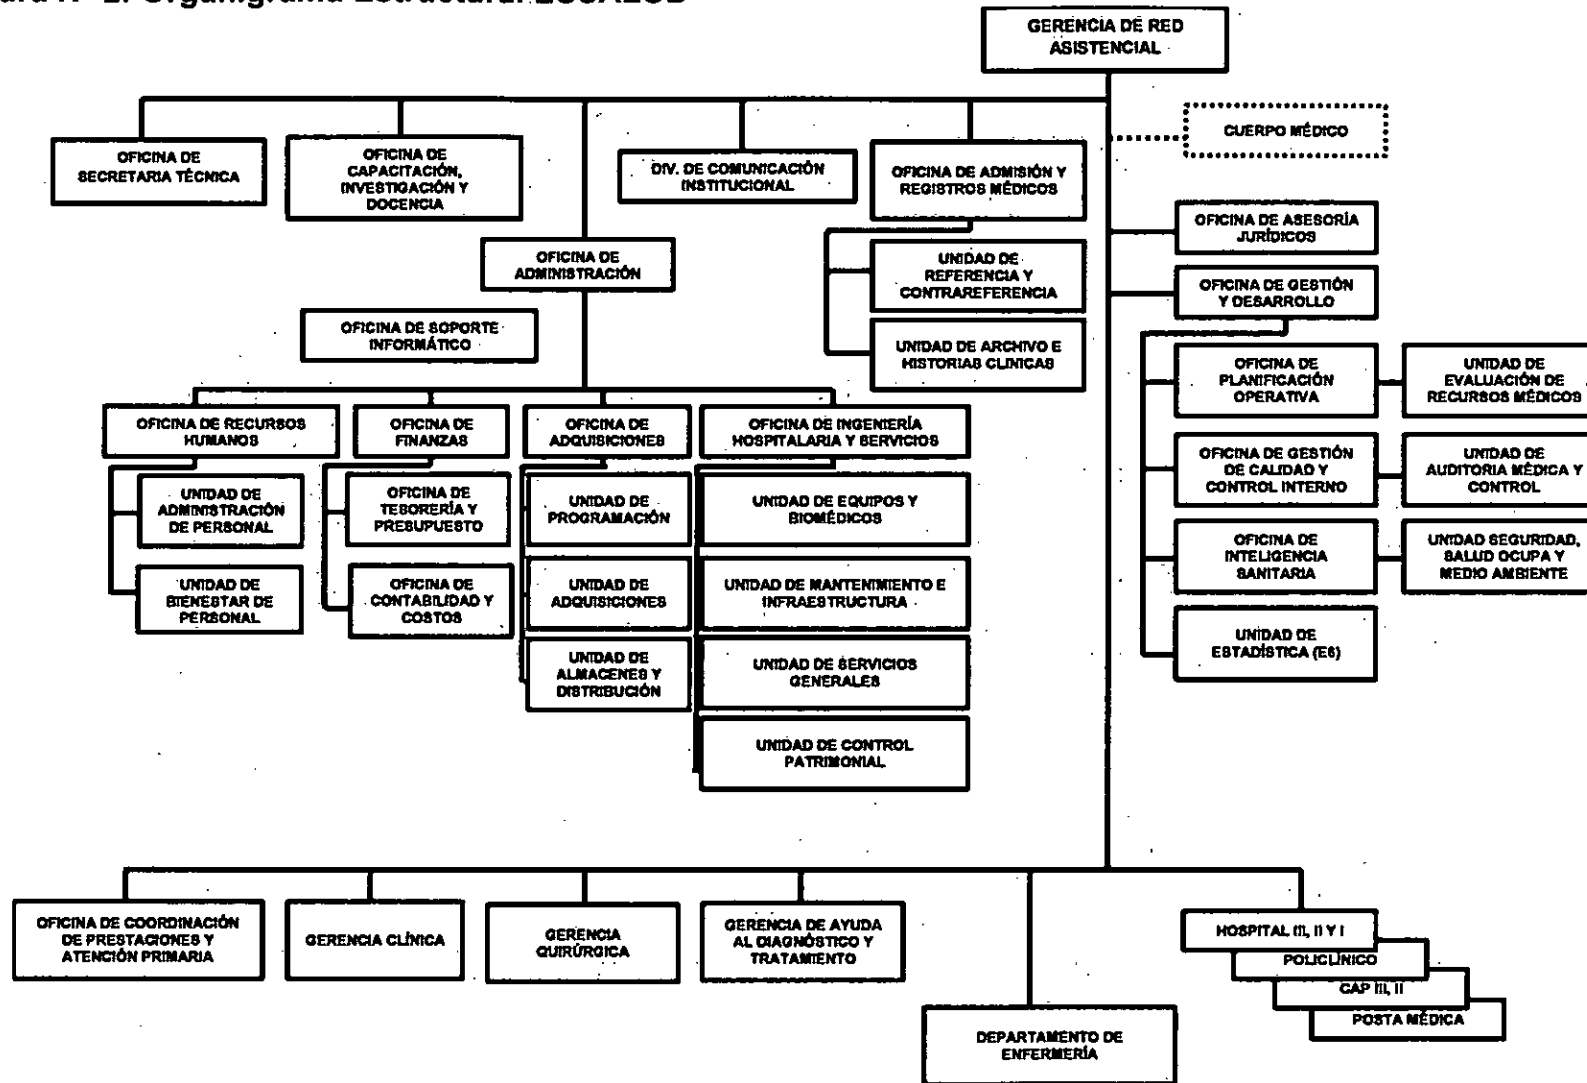 GERENCIA DE RED
ASISTENCIAL
CUERPO MÉDICO
OFICINA DE
SECRETARIA TÉCNICA
OFICINA DE
CAPACITACIÓN,
INVESTIGACIÓN Y
DOCENCIA
DIV. DE COMUNICACIÓN
INSTITUCIONAL
OFICINA DE ADMISIÓN Y
REGISTROS MÉDICOS
OFICINA DE ASESORÍA
JURÍDICOS
OFICINA DE
ADMINISTRACIÓN
UNIDAD DE
REFERENCIA Y
CONTRAREFERENCIA
OFICINA DE GESTIÓN
Y DESARROLLO
OFICINA DE SOPORTE
INFORMÁTICO
UNIDAD DE ARCHIVO E
HISTORIAS CLINICAS
OFICINA DE
PLANIFICACIÓN
OPERATIVA
UNIDAD DE
EVALUACIÓN DE
RECURSOS MÉDICOS
OFICINA DE RECURSOS
HUMANOS
OFICINA DE
FINANZAS
OFICINA DE
ADQUISICIONES
OFICINA DE INGENIERÍA
HOSPITALARIA Y SERVICIOS
OFICINA DE GESTIÓN
DE CALIDAD Y
CONTROL INTERNO
UNIDAD DE
AUDITORIA MÉDICA Y
CONTROL
UNIDAD DE
ADMINISTRACIÓN
DE PERSONAL
OFICINA DE
TESORERÍA Y
PRESUPUESTO
UNIDAD DE
PROGRAMACIÓN
UNIDAD DE EQUIPOS Y
BIOMÉDICOS
OFICINA DE
INTELIGENCIA
SANITARIA
UNIDAD SEGURIDAD,
SALUD OCUPA Y
MEDIO AMBIENTE
UNIDAD DE
BIENESTAR DE
PERSONAL
OFICINA DE
CONTABILIDAD Y
COSTOS
UNIDAD DE
ADQUISICIONES
UNIDAD DE MANTENIMIENTO E
INFRAESTRUCTURA
UNIDAD DE
ESTADÍSTICA (ES)
UNIDAD DE
ALMACENES Y
DISTRIBUCIÓN
UNIDAD DE SERVICIOS
GENERALES
UNIDAD DE CONTROL
PATRIMONIAL
OFICINA DE COORDINACIÓN
DE PRESTACIONES Y
ATENCIÓN PRIMARIA
GERENCIA CLÍNICA
GERENCIA
QUIRÚRGICA
GERENCIA DE AYUDA
AL DIAGNÓSTICO Y
TRATAMIENTO
HOSPITAL III, II Y I
POLICLÍNICO
CAP III, II
POSTA MÉDICA
DEPARTAMENTO DE
ENFERMERÍA